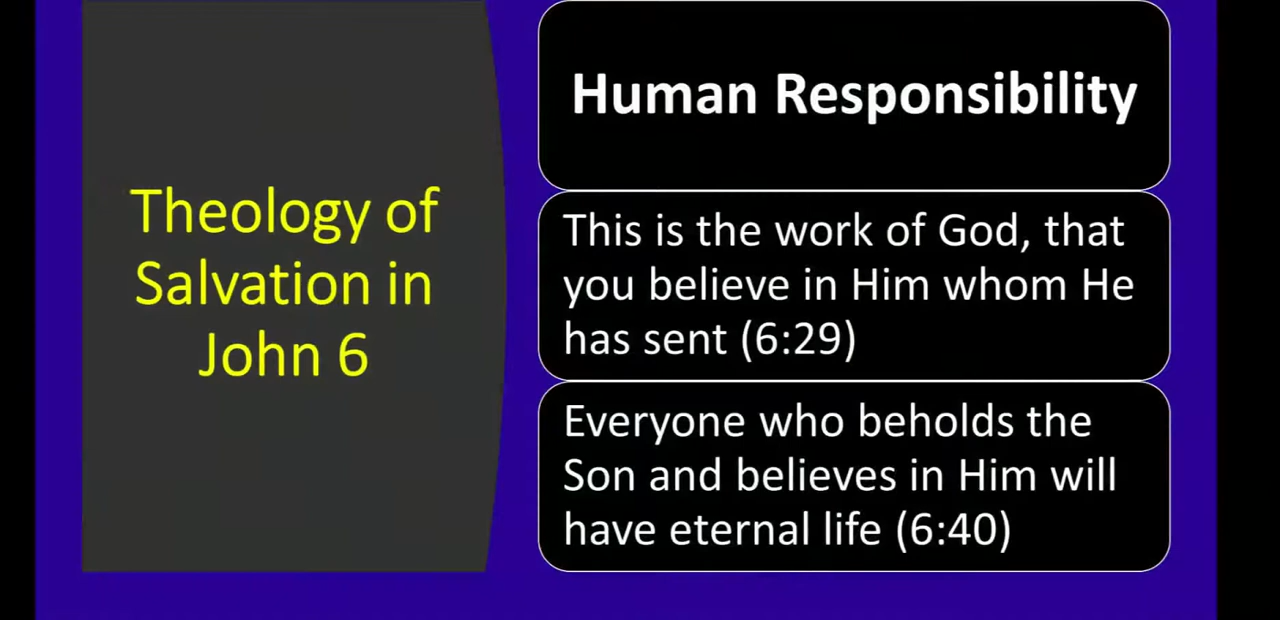 Theology of
Salvation in
John 6
Human Responsibility
This is the work of God, that
you believe in Him whom He
has sent (6:29)
Everyone who beholds the
Son and believes in Him will
have eternal life (6:40)